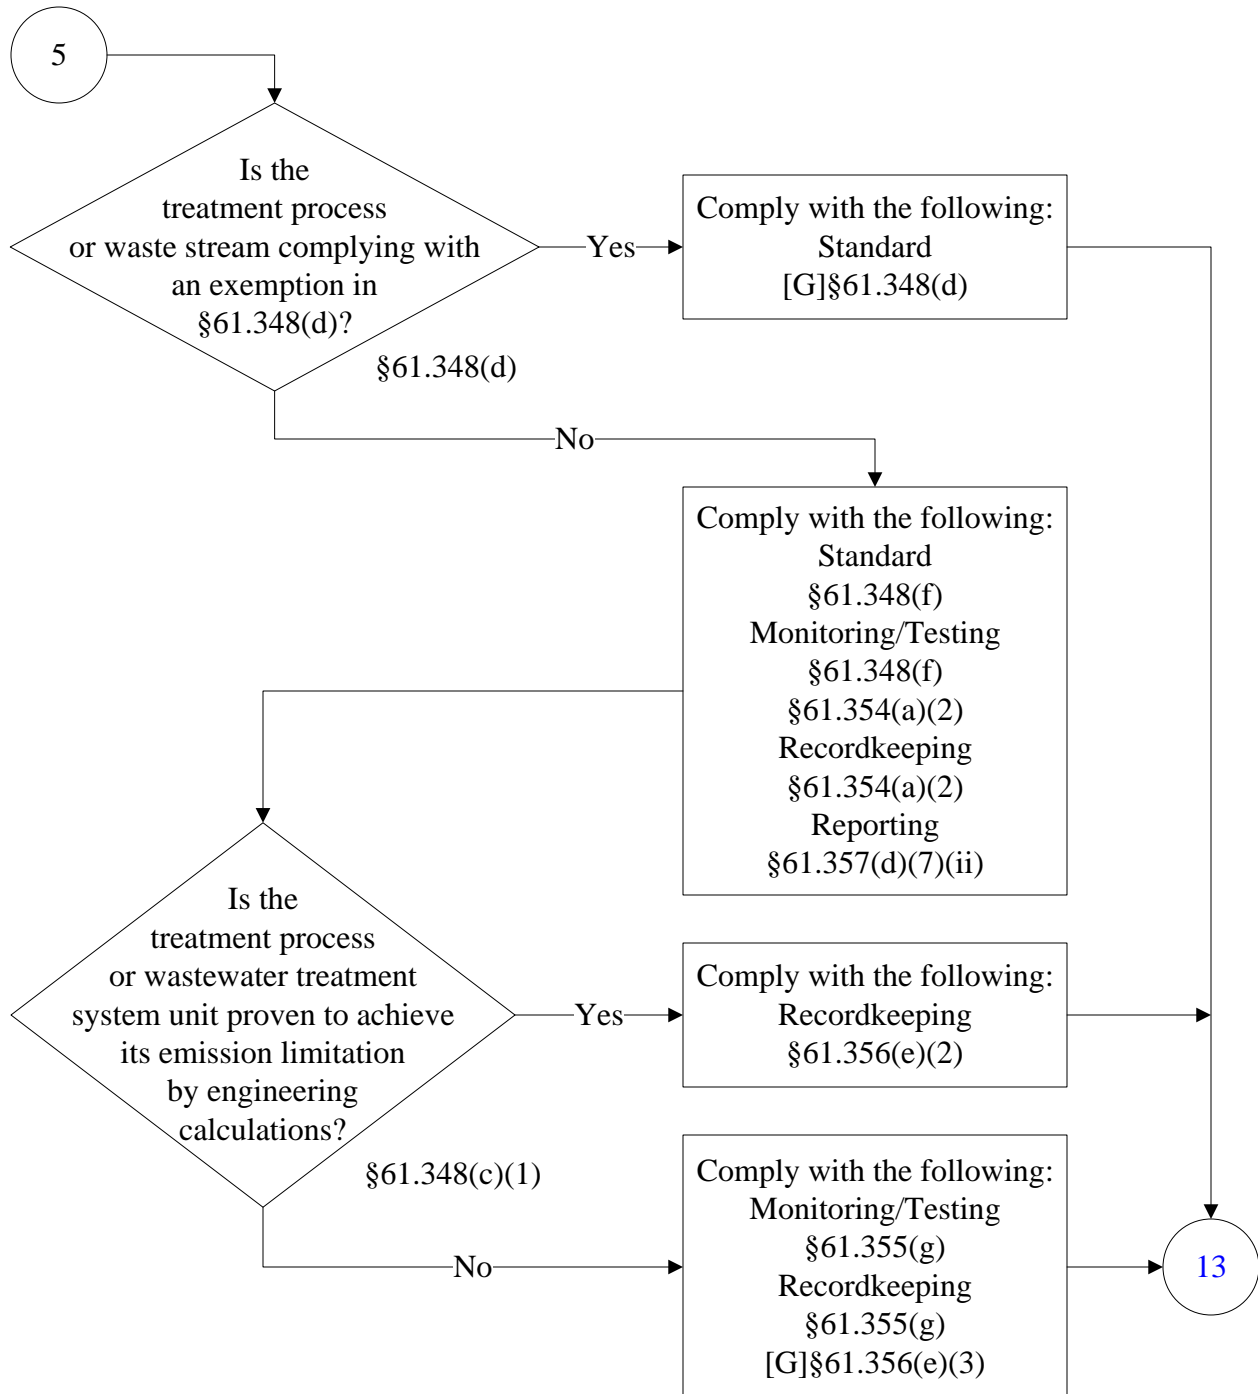 5
Is the
treatment process
or waste stream complying with
an exemption in
§61.348(d)?
§61.348(d)
Yes
Comply with the following:
Standard
[G]§61.348(d)
No
Comply with the following:
Standard
§61.348(f)
Monitoring/Testing
§61.348(f)
§61.354(a)(2)
Recordkeeping
§61.354(a)(2)
Reporting
§61.357(d)(7)(ii)
Is the
treatment process
or wastewater treatment
system unit proven to achieve
its emission limitation
by engineering
calculations?
§61.348(c)(1)
Yes
Comply with the following:
Recordkeeping
§61.356(e)(2)
No
Comply with the following:
Monitoring/Testing
§61.355(g)
Recordkeeping
§61.355(g)
[G]§61.356(e)(3)
13